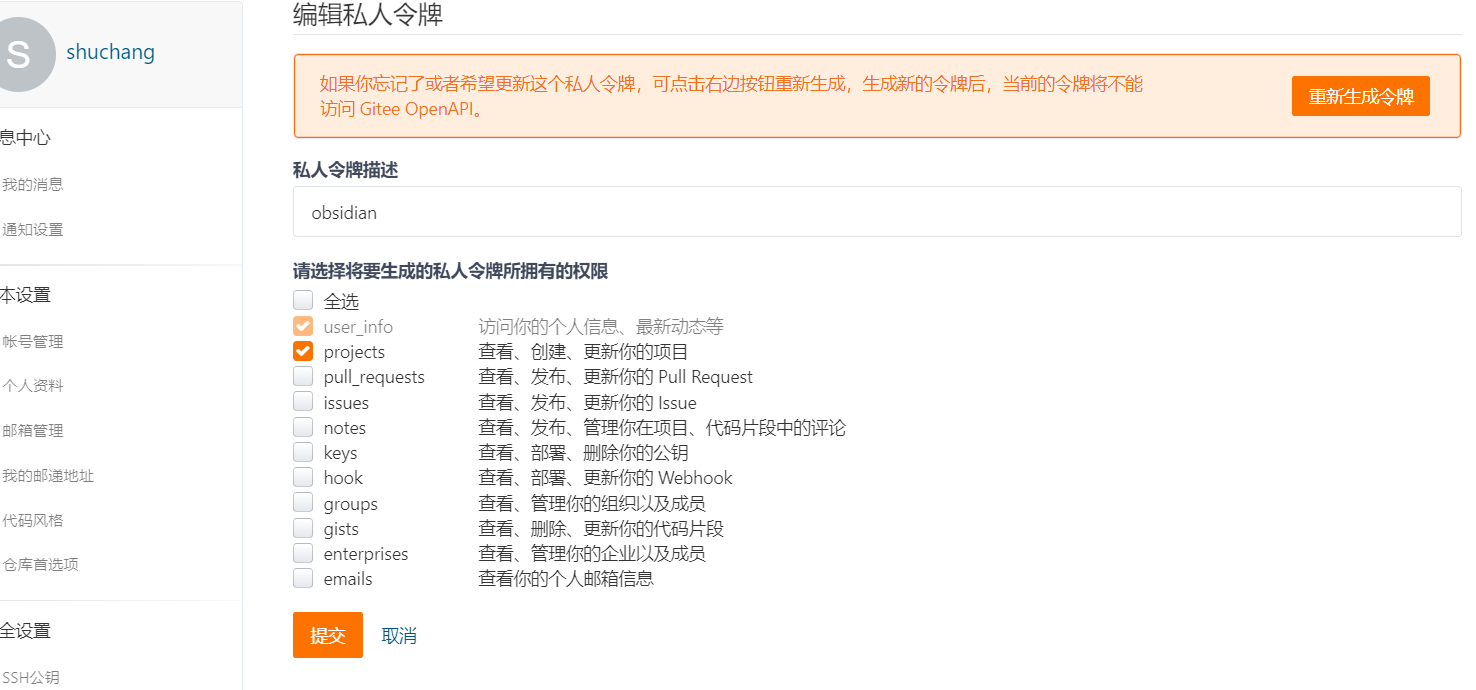 编辑私人令牌
S
shuchang
如果你忘记了或者希望更新这个私人令牌，可点击右边按钮重新生成，生成新的令牌后，当前的令牌将不能
访问 Gitee OpenAPI。
重新生成令牌
息中心
我的消息
通知设置
本设置
帐号管理
个人资料
邮箱管理
我的邮递地址
代码风格
仓库首选项
全设置
SSH公钥
私人令牌描述
obsidian
请选择将要生成的私人令牌所拥有的权限
全选
user_info 访问你的个人信息、最新动态等
projects 查看、创建、更新你的项目
pull_requests 查看、发布、更新你的 Pull Request
issues 查看、发布、更新你的 Issue
notes 查看、发布、管理你在项目、代码片段中的评论
keys 查看、部署、删除你的公钥
hook 查看、部署、更新你的 Webhook
groups 查看、管理你的组织以及成员
gists 查看、删除、更新你的代码片段
enterprises 查看、管理你的企业以及成员
emails 查看你的个人邮箱信息
提交 取消